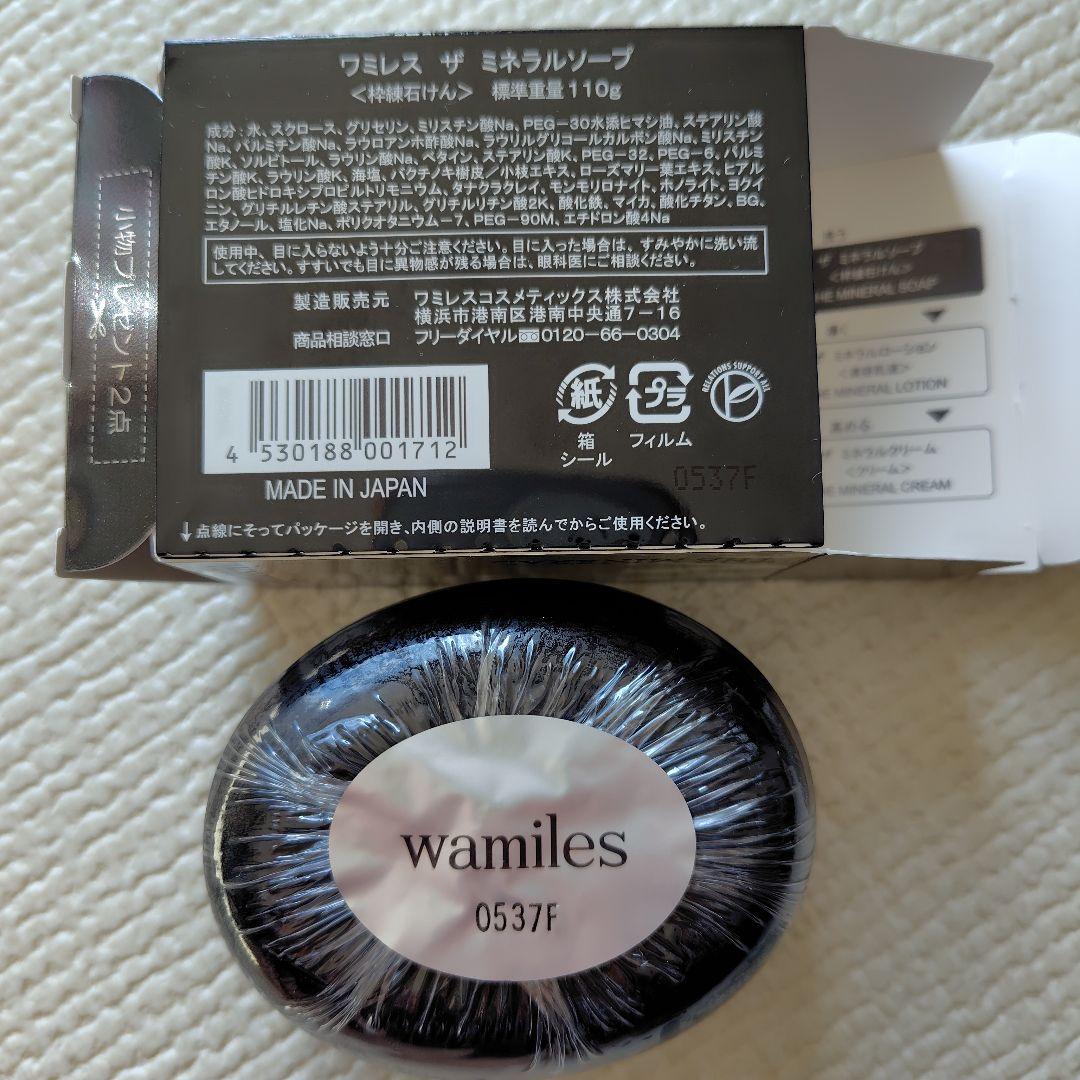 ワミレス ザ ミネラルソープ
<枠練石けん> 標準重量110g
成分:水、スクロース、グリセリン、ミリスチン酸Na、PEG-30水添ヒマシ油、ステアリン酸
Na、パルミチン酸Na、ラウロアンホ酢酸Na、ラウリルグリコールカルボン酸Na、ミリスチン
酸K、ソルビトール、ラウリン酸Na、ベタイン、ステアリン酸K、PEG-32、PEG-6、パルミ
チン酸K、ラウリン酸K、海塩、バクチノキ樹皮/小枝エキス、ローズマリー葉エキス、ヒアル
ロン酸ヒドロキシプロピルトリモニウム、タナクラクレイ、モンモリロナイト、ホノライト、ヨクイ
ニン、グリチルレチン酸ステアリル、グリチルリチン酸2K、酸化鉄、マイカ、酸化チタン、BG、
エタノール、塩化Na、ポリクオタニウム-7、PEG-90M、エチドロン酸4Na
使用中、目に入らないよう十分ご注意ください。目に入った場合は、すみやかに洗い流
してください。すすいでも目に異物感が残る場合は、眼科医にご相談ください。
製造販売元 ワミレスコスメティックス株式会社
横浜市港南区港南中央通7-16
商品相談窓口 フリーダイヤル 0120-66-0304
4 530188 001712
MADE IN JAPAN
紙
箱
シール
プラ
フィルム
RELATIONS SUPPORT ALL
0537F
↓点線にそってパッケージを開き、内側の説明書を読んでからご使用ください。
小物プレゼント2点
ザ ミネラルソープ
<枠練石けん>
THE MINERAL SOAP
ミネラルローション
THE MINERAL LOTION
高める
ミネラルクリーム
<クリーム>
THE MINERAL CREAM
wamiles
0537F